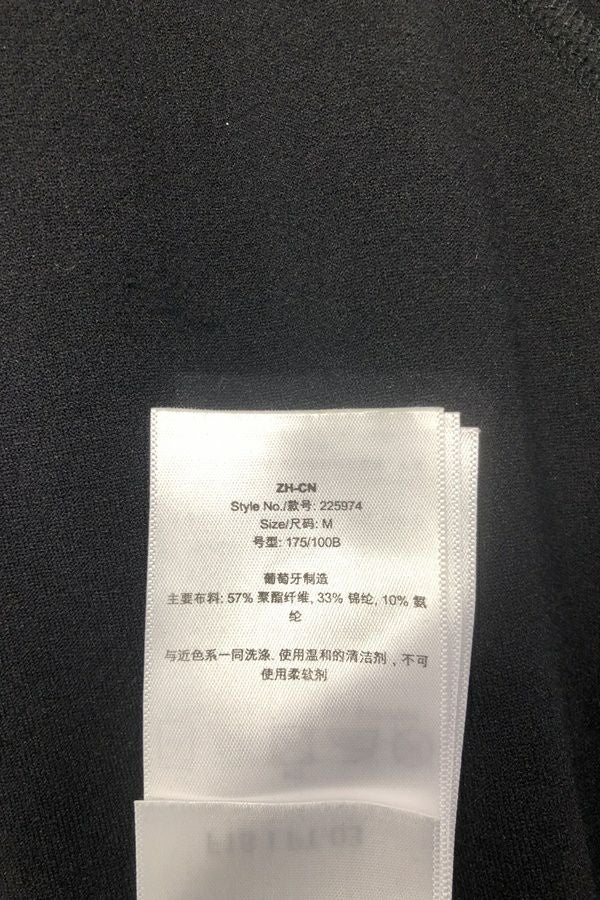 ZH-CN
Style No./款号: 225974
Size/尺码: M
号型: 175/100B
葡萄牙制造
主要布料: 57% 聚酯纤维, 33% 锦纶, 10% 氨
纶
与近色系一同洗涤. 使用温和的清洁剂，不可
使用柔软剂